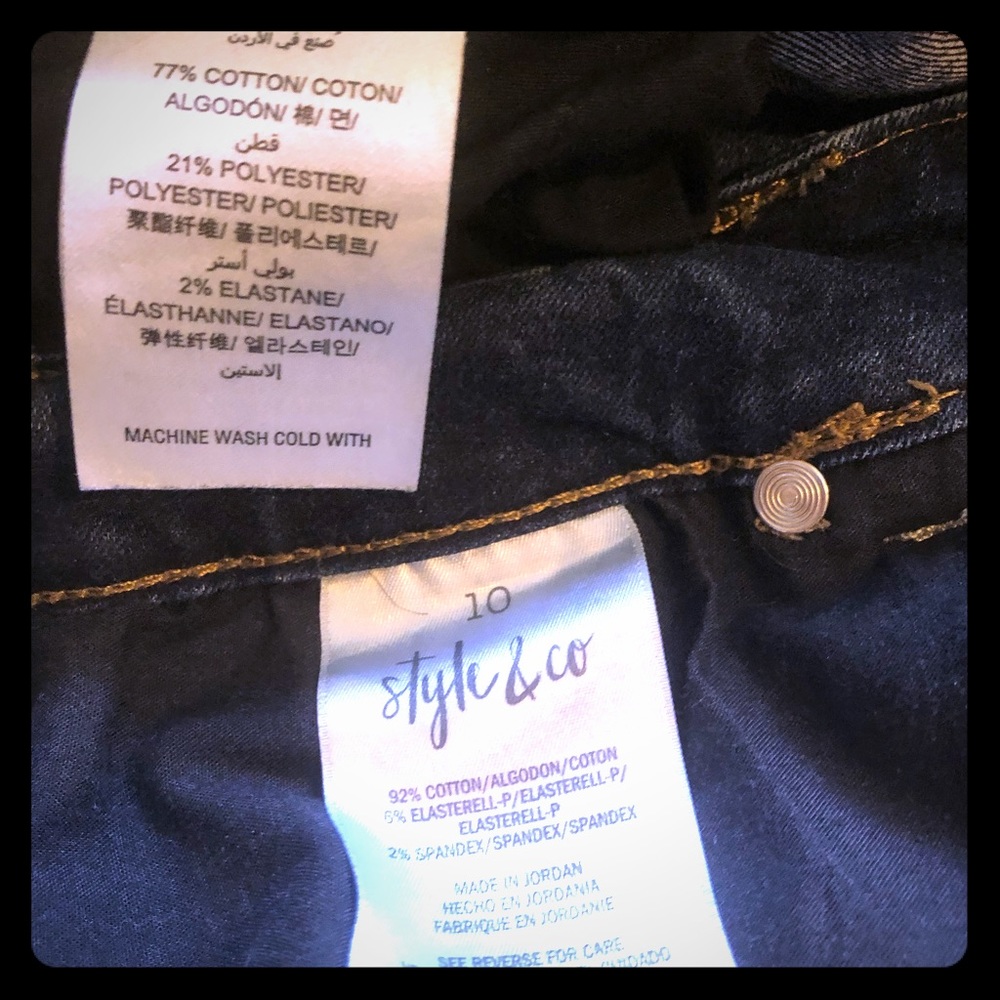 صنع في الأردن
77% COTTON/ COTON/
ALGODÓN/ 棉/ 면/
قطن
21% POLYESTER/
POLYESTER/ POLIESTER/
聚酯纤维/ 폴리에스테르/
بولي أستر
2% ELASTANE/
ÉLASTHANNE/ ELASTANO/
弹性纤维/ 엘라스테인/
إلاستين
MACHINE WASH COLD WITH
10
style & co
92% COTTON/ALGODON/COTON
6% ELASTERELL-P/ELASTERELL-P/
ELASTERELL-P
2% SPANDEX/SPANDEX/SPANDEX
MADE IN JORDAN
HECHO EN JORDANIA
FABRIQUE EN JORDANIE
SEE REVERSE FOR CARE
CUIDADO